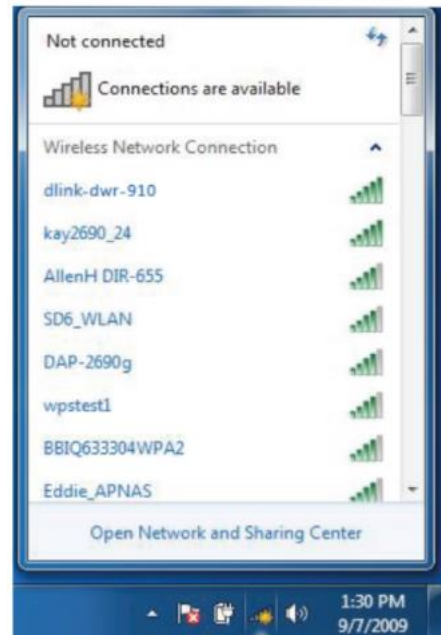 Not connected
Connections are available
Wireless Network Connection
dlink-dwr-910
kay2690_24
AllenH DIR-655
SD6_WLAN
DAP-2690g
wpstest1
BBIQ633304WPA2
Eddie_APNAS
Open Network and Sharing Center
1:30 PM
9/7/2009